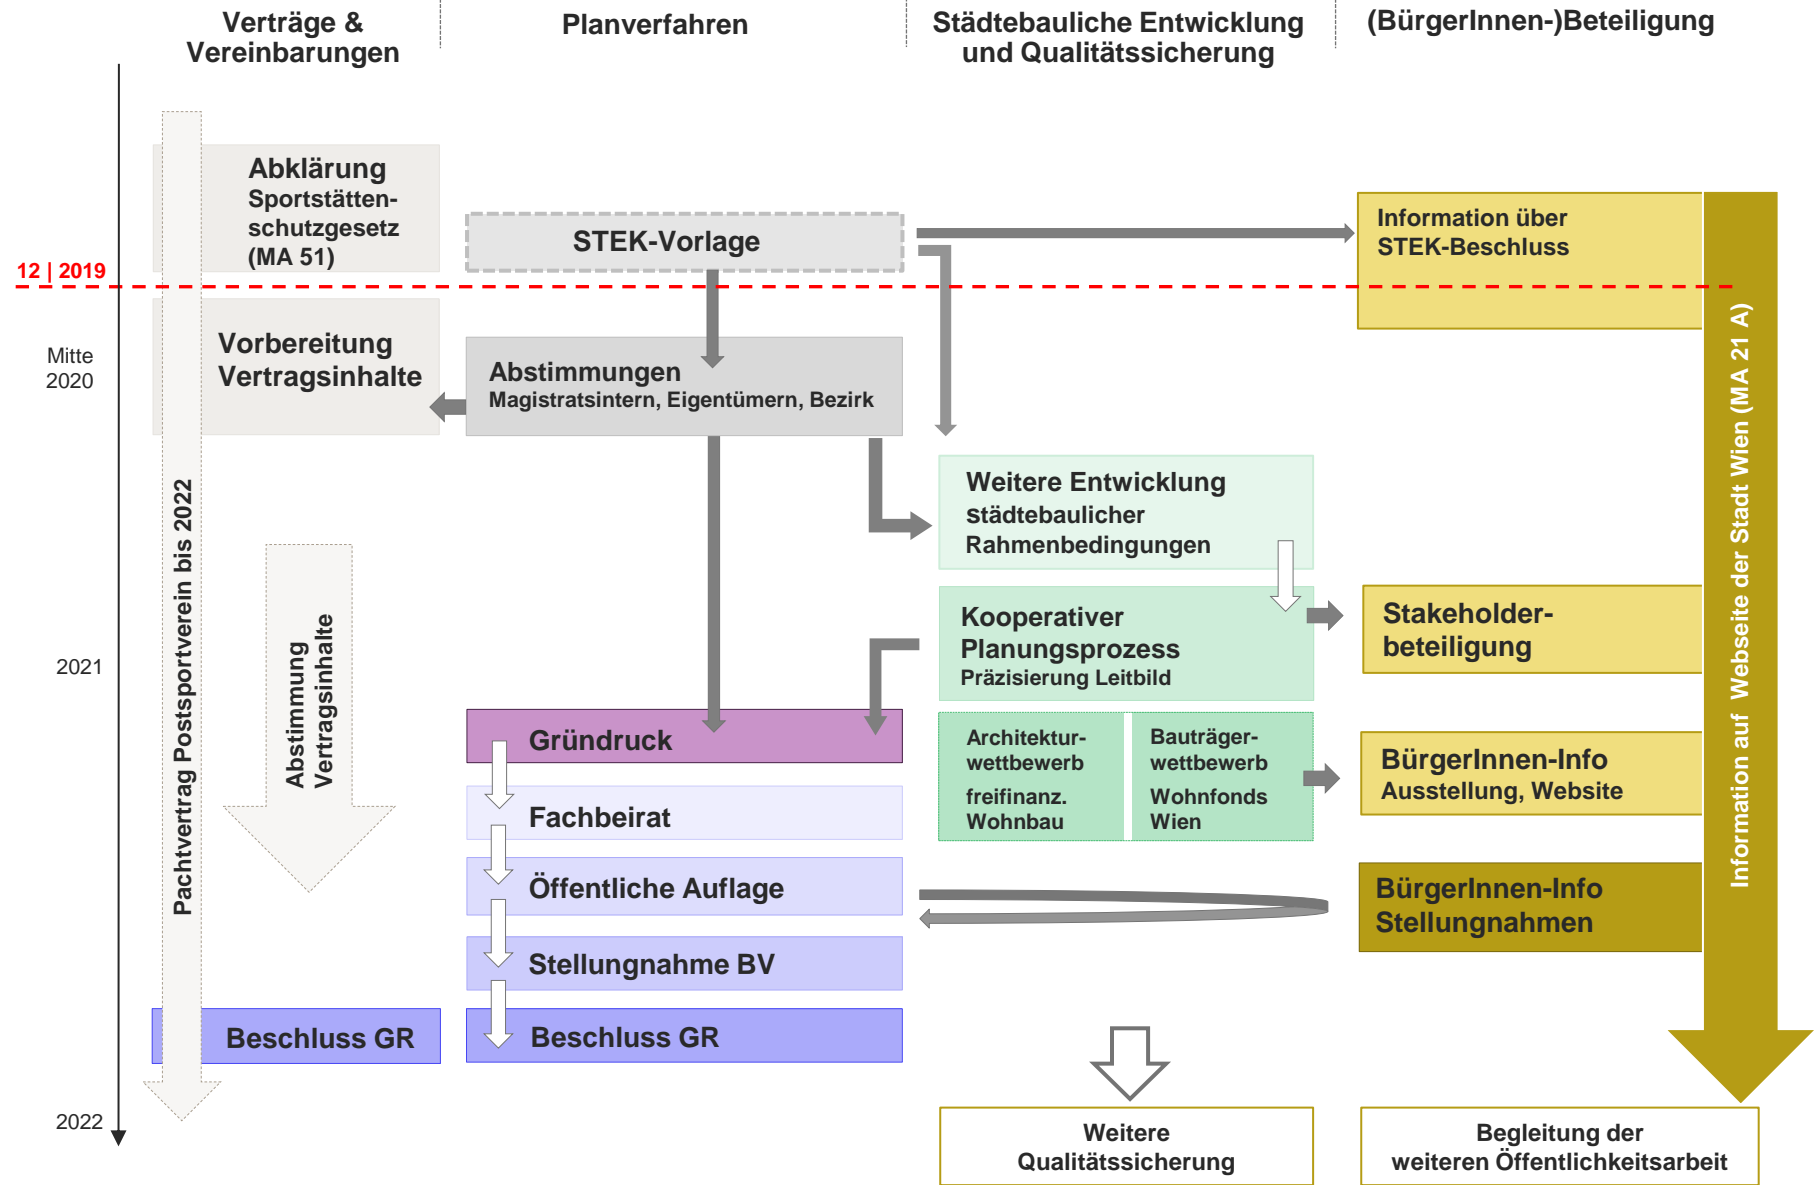 Verträge &
Vereinbarungen
Planverfahren
Städtebauliche Entwicklung
und Qualitätssicherung
(BürgerInnen-)Beteiligung
Abklärung
Sportstätten-
schutzgesetz
(MA 51)
STEK-Vorlage
Information über
STEK-Beschluss
12 | 2019
Mitte
2020
Vorbereitung
Vertragsinhalte
Abstimmungen
Magistratsintern, Eigentümern, Bezirk
Weitere Entwicklung
städtebaulicher
Rahmenbedingungen
Pachtvertrag Postsportverein bis 2022
Abstimmung
Vertragsinhalte
2021
Kooperativer
Planungsprozess
Präzisierung Leitbild
Stakeholder-
beteiligung
Information auf Webseite der Stadt Wien (MA 21 A)
Gründruck
Architektur-
wettbewerb
freifinanz.
Wohnbau
Bauträger-
wettbewerb
Wohnfonds
Wien
BürgerInnen-Info
Ausstellung, Website
Fachbeirat
Öffentliche Auflage
BürgerInnen-Info
Stellungnahmen
Stellungnahme BV
Beschluss GR
Beschluss GR
2022
Weitere
Qualitätssicherung
Begleitung der
weiteren Öffentlichkeitsarbeit